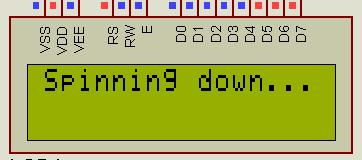 VSS VDD VEE RS RW E D0 D1 D2 D3 D4 D5 D6 D7
Spinning down...